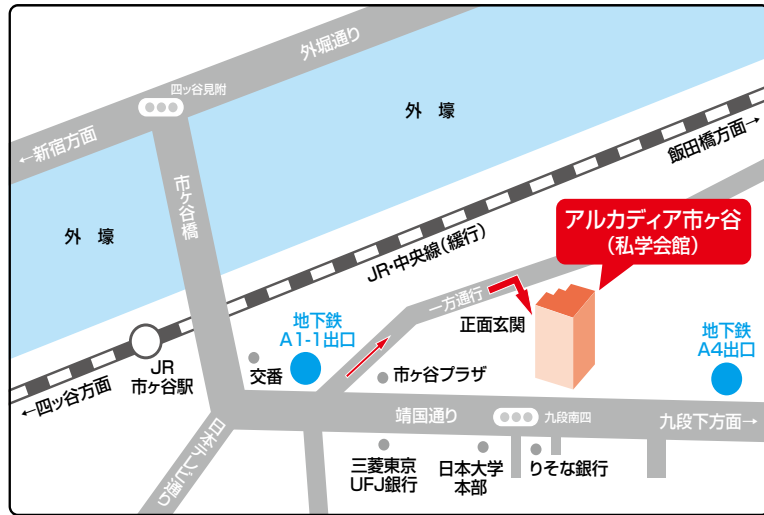 外堀通り
四ッ谷見附
←新宿方面
外 壕
飯田橋方面→
市ヶ谷橋
外 壕
アルカディア市ヶ谷
(私学会館)
JR・中央線(緩行)
一方通行
正面玄関
地下鉄
A1-1出口
地下鉄
A4出口
JR
市ヶ谷駅
交番
市ヶ谷プラザ
←四ッ谷方面
靖国通り
九段南四
九段下方面→
日本テレビ通り
三菱東京
UFJ銀行
日本大学
本部
りそな銀行